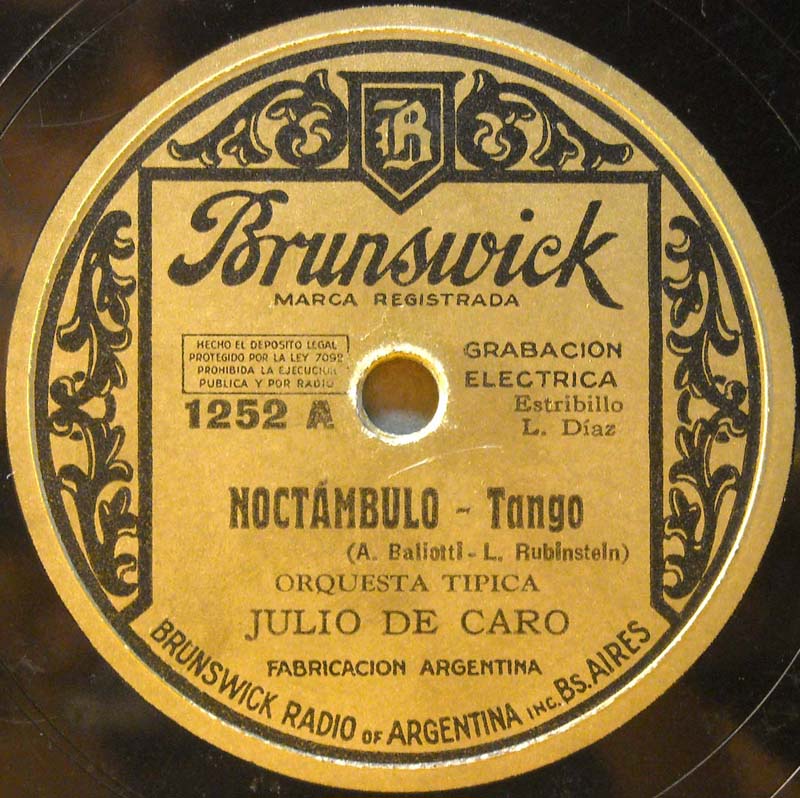 B
Brunswick
MARCA REGISTRADA
HECHO EL DEPOSITO LEGAL
PROTEGIDO POR LA LEY 7092
PROHIBIDA LA EJECUCION
PUBLICA Y POR RADIO
1252 A
GRABACION
ELECTRICA
Estribillo
L. Díaz
NOCTÁMBULO - Tango
(A. Baliotti - L. Rubinstein)
ORQUESTA TIPICA
JULIO DE CARO
FABRICACION ARGENTINA
BRUNSWICK RADIO OF ARGENTINA INC. Bs. AIRES